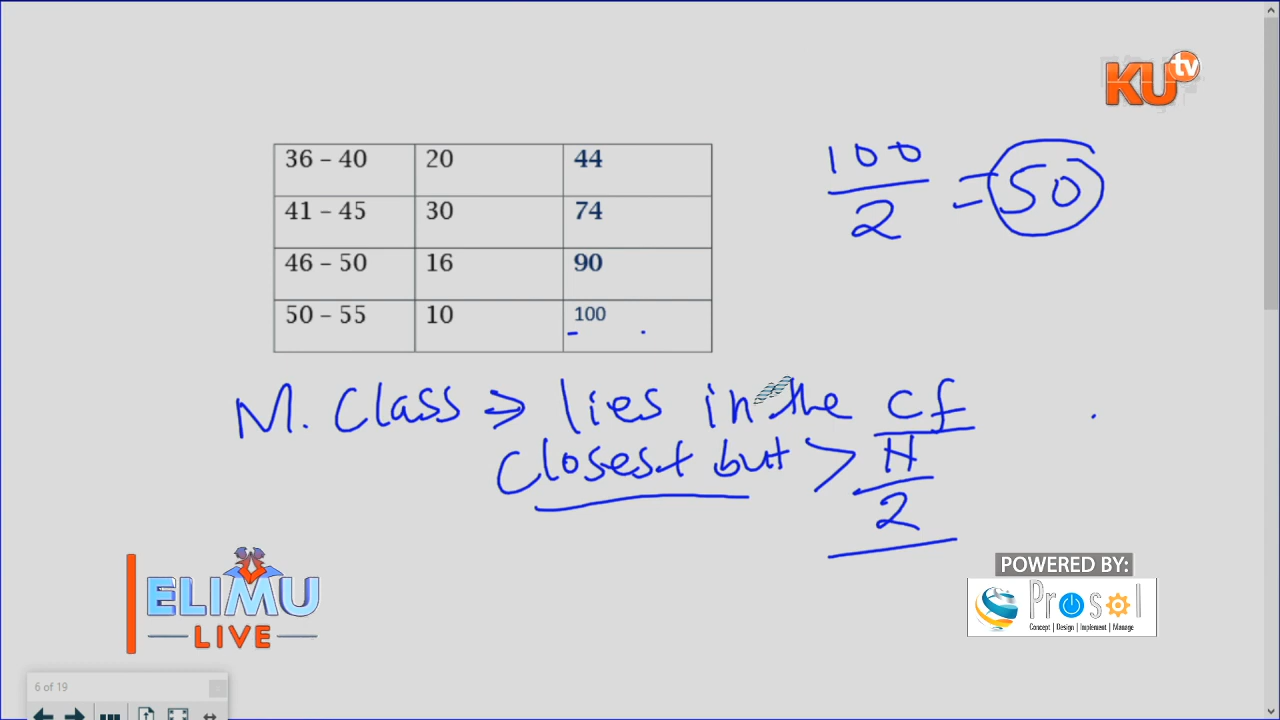 KU tv
36 – 40 20 44
41 – 45 30 74
46 – 50 16 90
50 – 55 10 100
100
2
= 50
M. Class ⇒ lies in the cf
closest but > N
2
ELIMU
LIVE
POWERED BY:
Prosol
Concept | Design | Implement | Manage
6 of 19